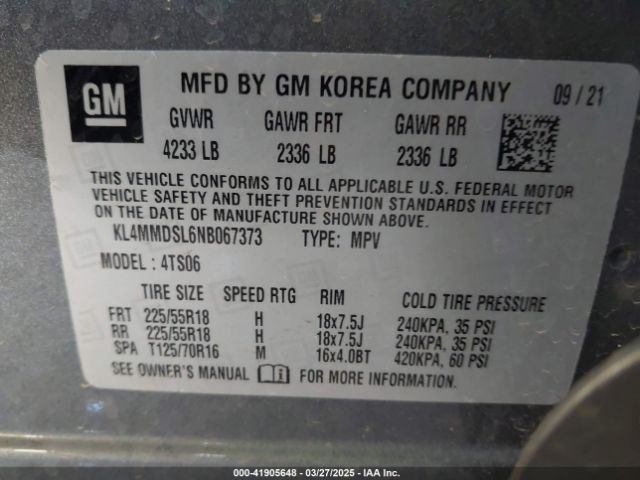 GM
MFD BY GM KOREA COMPANY 09 / 21
GVWR GAWR FRT GAWR RR
4233 LB 2336 LB 2336 LB
THIS VEHICLE CONFORMS TO ALL APPLICABLE U.S. FEDERAL MOTOR
VEHICLE SAFETY AND THEFT PREVENTION STANDARDS IN EFFECT
ON THE DATE OF MANUFACTURE SHOWN ABOVE.
KL4MMDSL6NB067373 TYPE: MPV
MODEL : 4TS06
TIRE SIZE SPEED RTG RIM COLD TIRE PRESSURE
FRT 225/55R18 H 18x7.5J 240KPA, 35 PSI
RR 225/55R18 H 18x7.5J 240KPA, 35 PSI
SPA T125/70R16 M 16x4.0BT 420KPA, 60 PSI
SEE OWNER'S MANUAL FOR MORE INFORMATION.
000-41905648 - 03/27/2025 - IAA Inc.